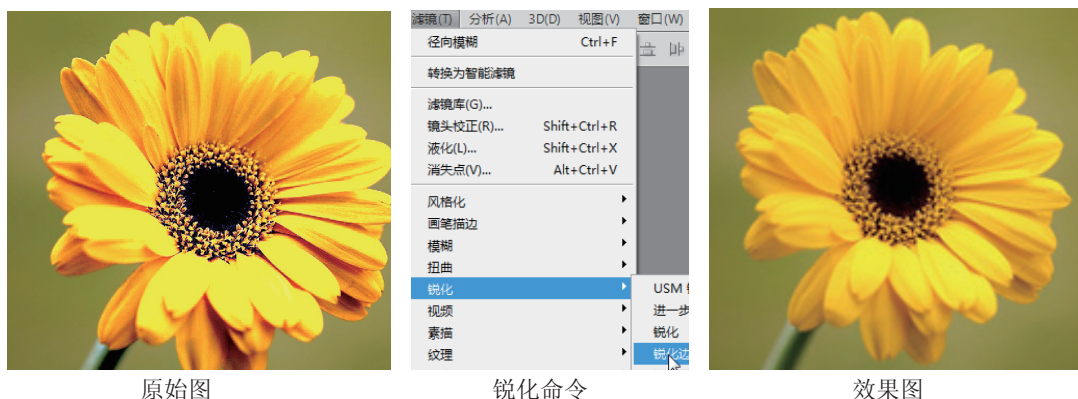 滤镜(T) 分析(A) 3D(D) 视图(V) 窗口(W)
径向模糊 Ctrl+F
转换为智能滤镜
滤镜库(G)...
镜头校正(R)... Shift+Ctrl+R
液化(L)... Shift+Ctrl+X
消失点(V)... Alt+Ctrl+V
风格化
画笔描边
模糊
扭曲
锐化
USM
视频
进一步
素描
锐化
纹理
锐化边
原始图
锐化命令
效果图